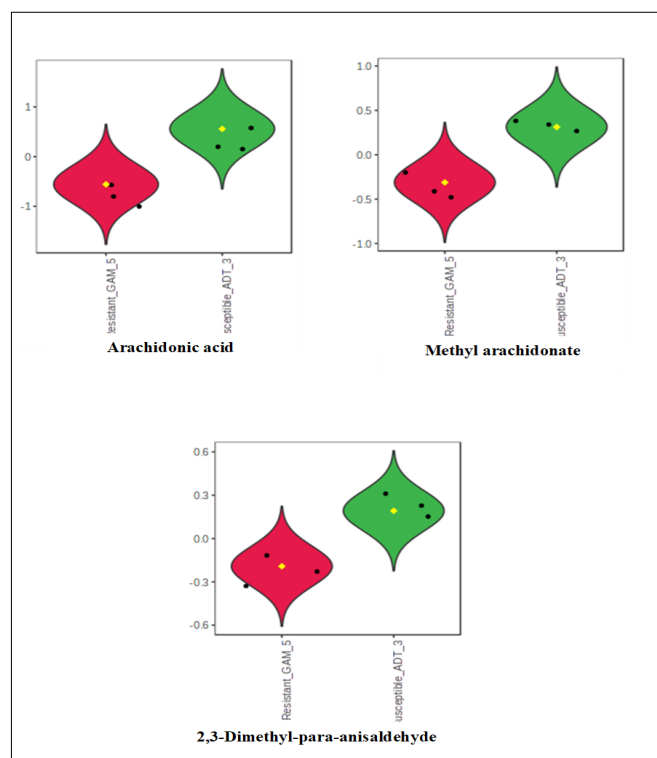 1
0
-1
Resistant_GAM_5
sceptible_ADT_3
Arachidonic acid
1.0
0.5
0.0
-0.5
-1.0
Resistant_GAM_5
usceptible_ADT_3
Methyl arachidonate
0.6
0.3
0.0
-0.3
-0.6
Resistant_GAM_5
usceptible_ADT_3
2,3-Dimethyl-para-anisaldehyde